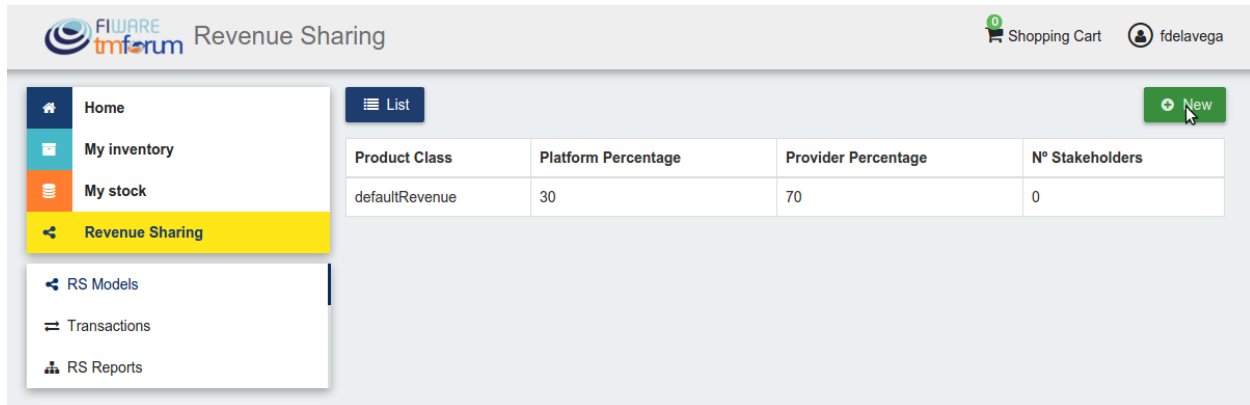 FIWARE
tmforum
Revenue Sharing
0
Shopping Cart
fdelavega
Home
My inventory
My stock
Revenue Sharing
RS Models
Transactions
RS Reports
List
New
Product Class Platform Percentage Provider Percentage Nº Stakeholders
defaultRevenue 30 70 0